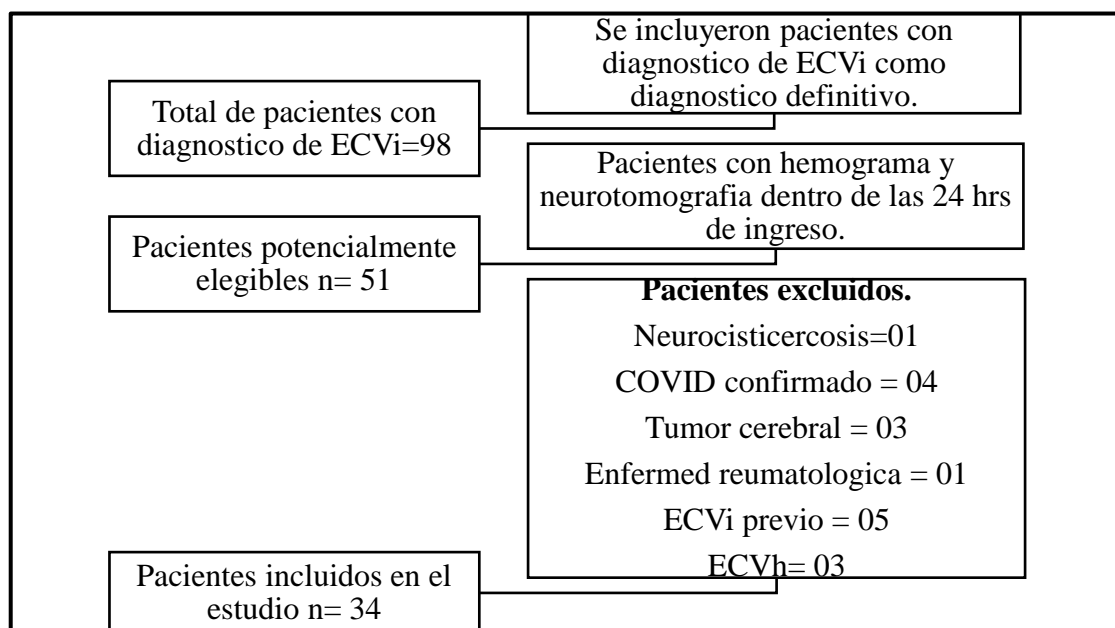 Se incluyeron pacientes con
diagnostico de ECVi como
diagnostico definitivo.
Total de pacientes con
diagnostico de ECVi=98
Pacientes con hemograma y
neurotomografia dentro de las 24 hrs
de ingreso.
Pacientes potencialmente
elegibles n= 51
Pacientes excluidos.
Neurocisticercosis=01
COVID confirmado = 04
Tumor cerebral = 03
Enfermed reumatologica = 01
ECVi previo = 05
ECVh= 03
Pacientes incluidos en el
estudio n= 34